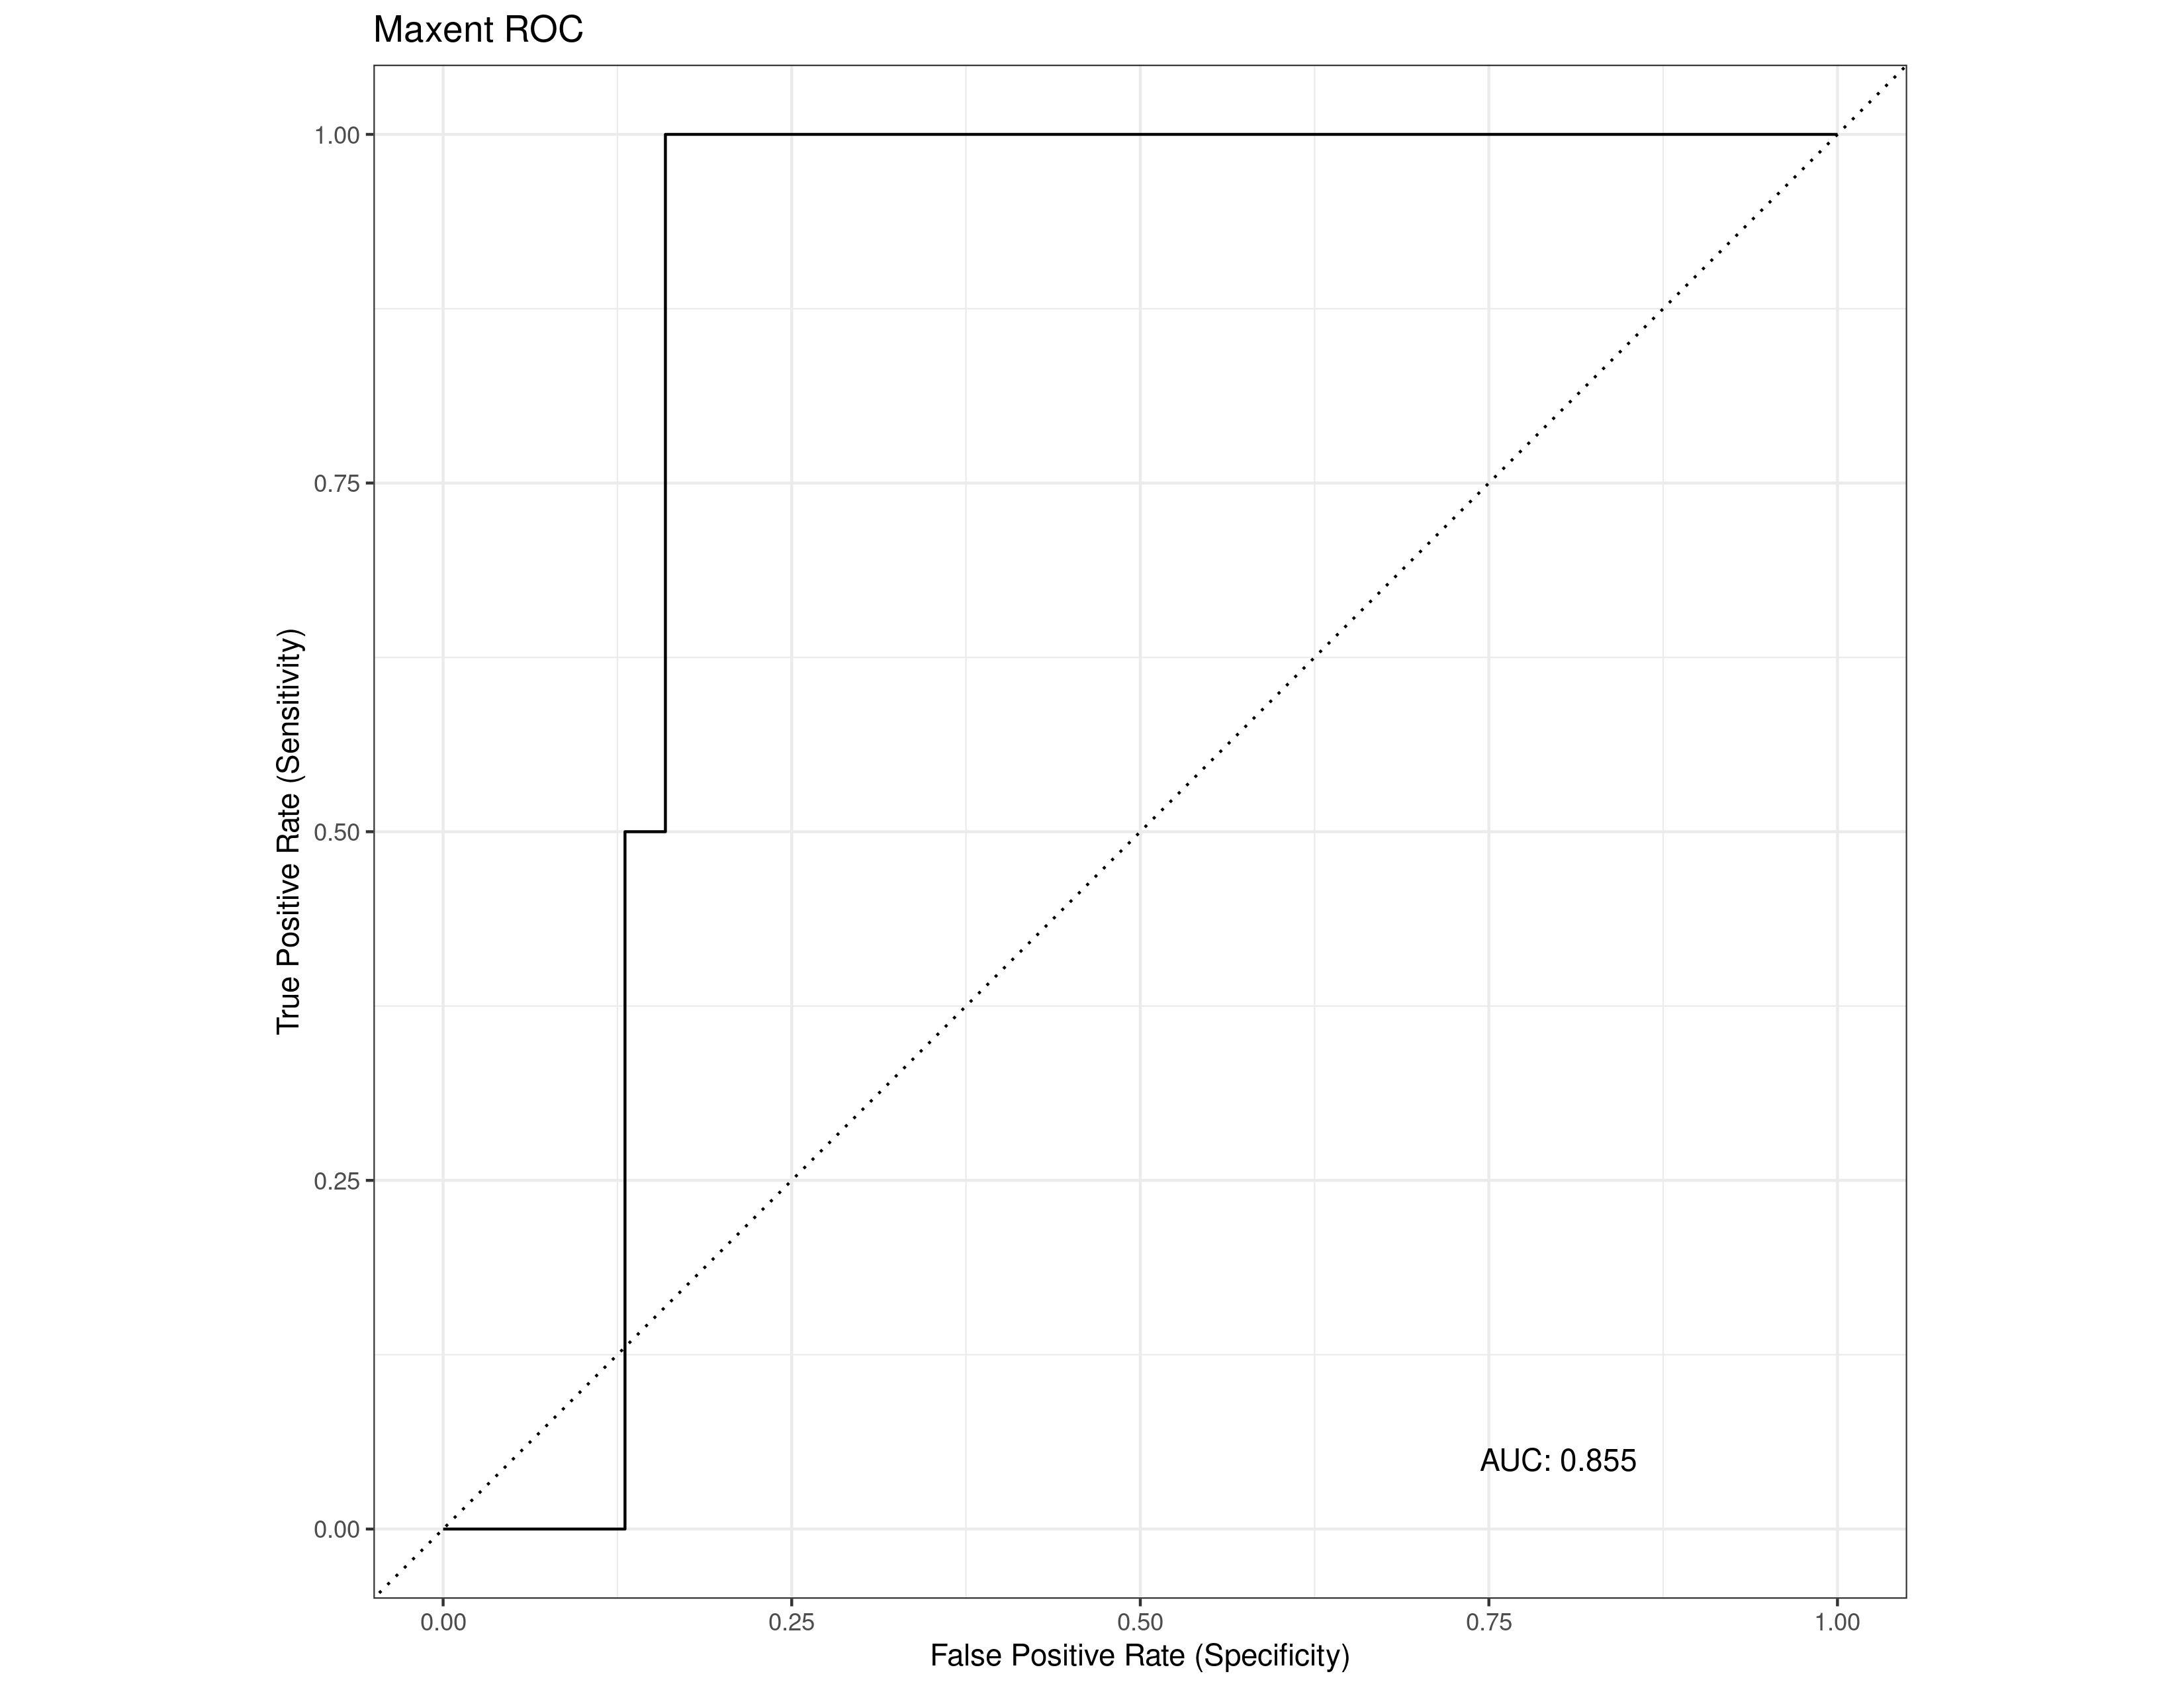 Maxent ROC
1.00
0.75
0.50
0.25
0.00
True Positive Rate (Sensitivity)
AUC: 0.855
0.00 0.25 0.50 0.75 1.00
False Positive Rate (Specificity)